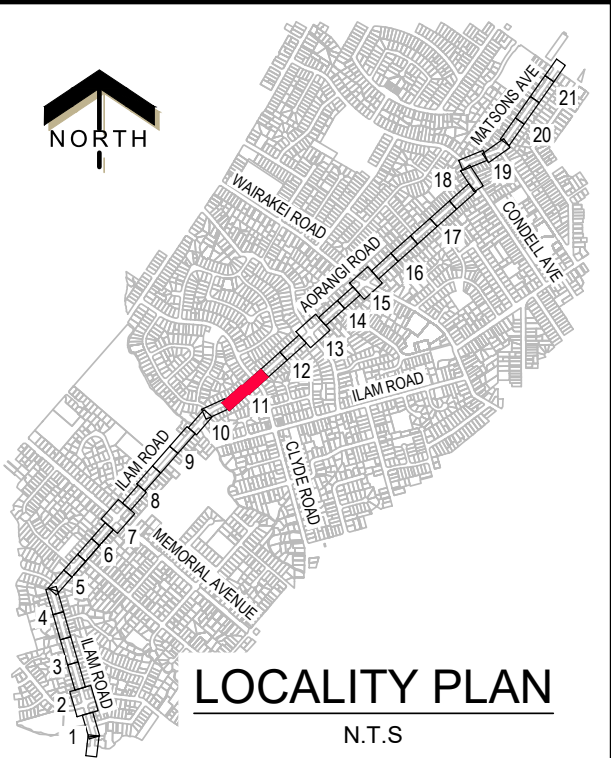 NORTH
MATSONS AVE
21
20
19
18
WAIRAKEI ROAD
CONDELL AVE
17
AORANGI ROAD
16
15
14
13
12
ILAM ROAD
11
10
CLYDE ROAD
9
ILAM ROAD
8
7
MEMORIAL AVENUE
6
5
4
ILAM ROAD
3
2
1
LOCALITY PLAN
N.T.S